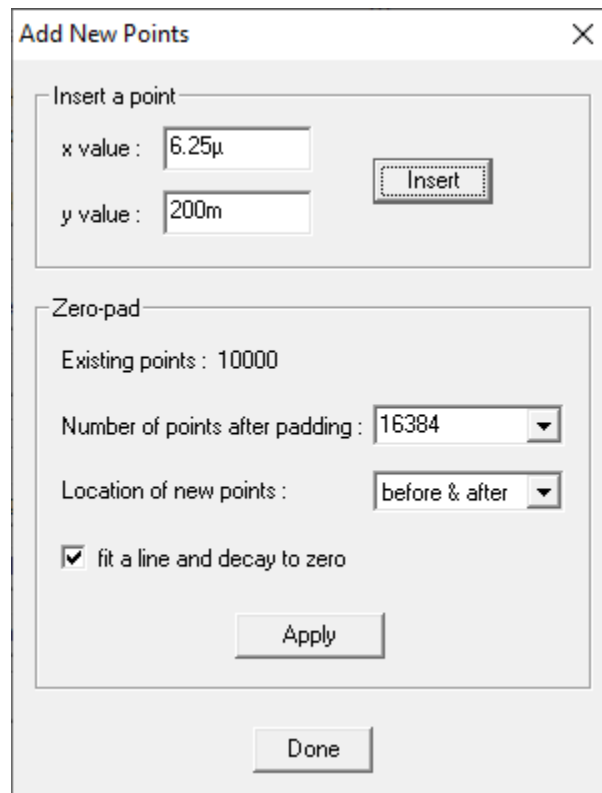 Add New Points
Insert a point
x value : 6.25µ
Insert
y value : 200m
Zero-pad
Existing points : 10000
Number of points after padding : 16384
Location of new points : before & after
fit a line and decay to zero
Apply
Done